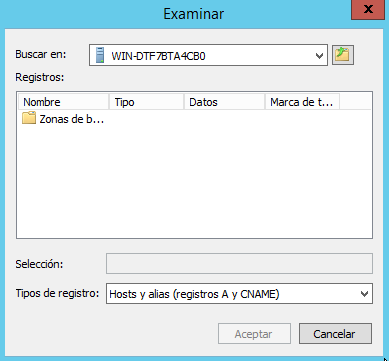 Examinar
x
Buscar en: WIN-DTF7BTA4CB0
Registros:
Nombre Tipo Datos Marca de t...
Zonas de b...
Selección:
Tipos de registro: Hosts y alias (registros A y CNAME)
Aceptar Cancelar